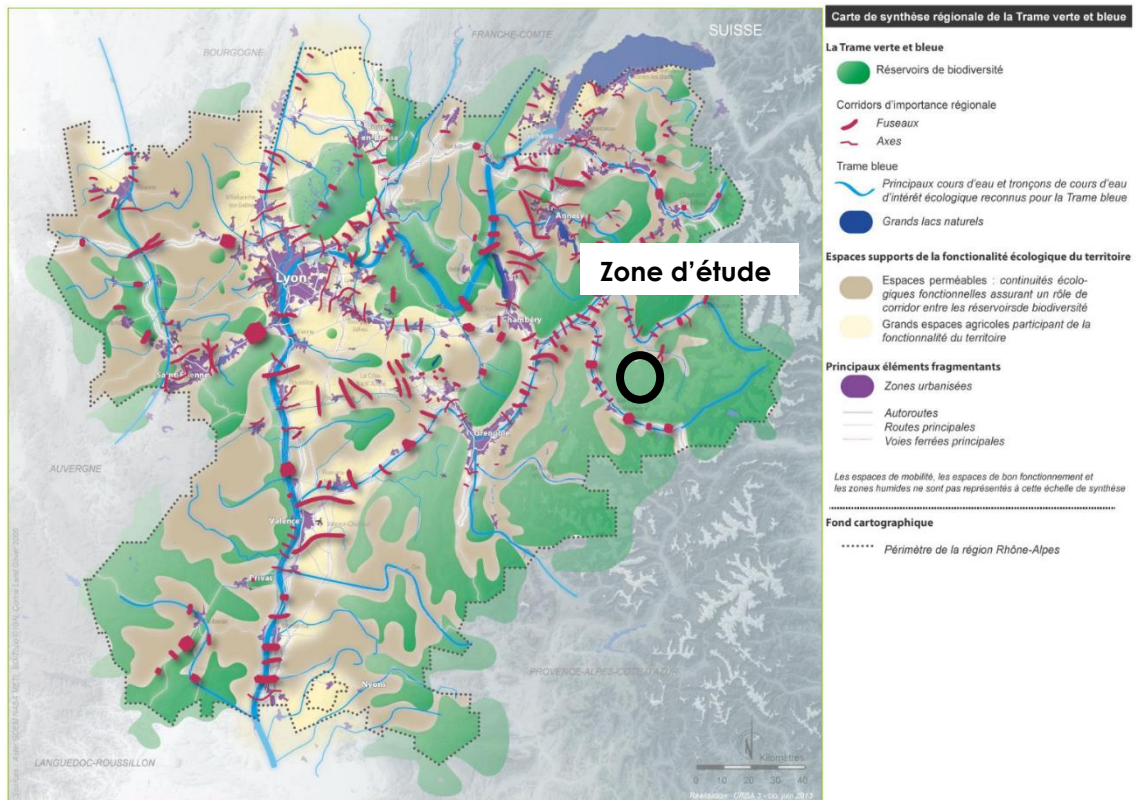 BOURGOGNE
FRANCHE-COMTE
SUISSE
Annecy
Lyon
Zone d'étude
Chambéry
Saint-Etienne
Grenoble
AUVERGNE
Valence
Privas
PROVENCE-ALPES-COTE D'AZUR
Nyons
LANGUEDOC-ROUSSILLON
N
Kilomètres
0 10 20 30 40
Carte de synthèse régionale de la Trame verte et bleue
La Trame verte et bleue
Réservoirs de biodiversité
Corridors d'importance régionale
Fuseaux
Axes
Trame bleue
Principaux cours d'eau et tronçons de cours d'eau
d'intérêt écologique reconnus pour la Trame bleue
Grands lacs naturels
Espaces supports de la fonctionalité écologique du territoire
Espaces perméables : continuités écolo-
giques fonctionnelles assurant un rôle de
corridor entre les réservoirsde biodiversité
Grands espaces agricoles participant de la
fonctionnalité du territoire
Principaux éléments fragmentants
Zones urbanisées
Autoroutes
Routes principales
Voies ferrées principales
Les espaces de mobilité, les espaces de bon fonctionnement et
les zones humides ne sont pas représentés à cette échelle de synthèse
Fond cartographique
Périmètre de la région Rhône-Alpes